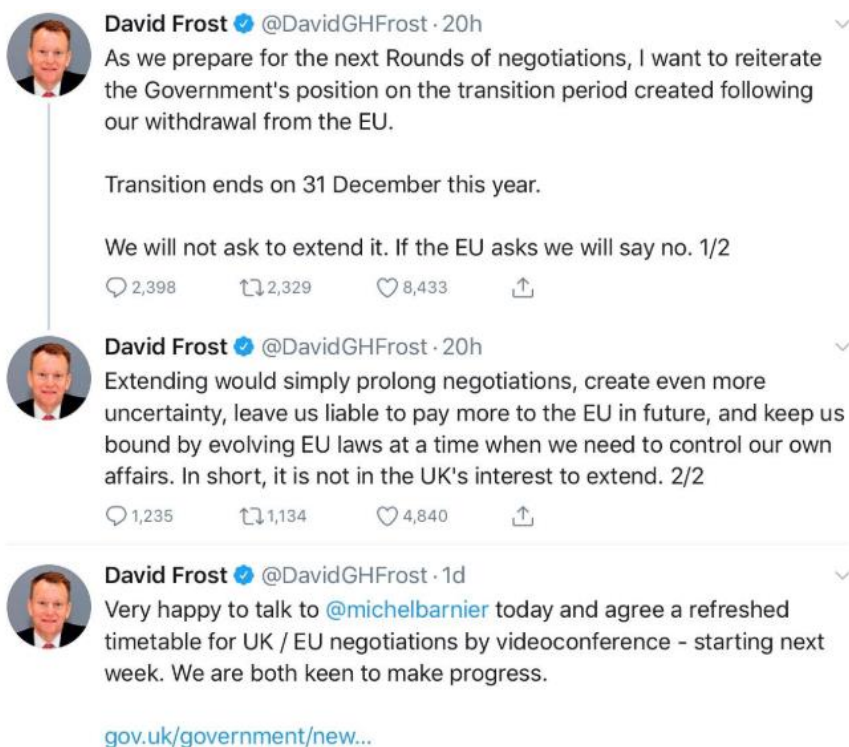 David Frost @DavidGHFrost · 20h
As we prepare for the next Rounds of negotiations, I want to reiterate
the Government's position on the transition period created following
our withdrawal from the EU.
Transition ends on 31 December this year.
We will not ask to extend it. If the EU asks we will say no. 1/2
2,398 2,329 8,433
David Frost @DavidGHFrost · 20h
Extending would simply prolong negotiations, create even more
uncertainty, leave us liable to pay more to the EU in future, and keep us
bound by evolving EU laws at a time when we need to control our own
affairs. In short, it is not in the UK's interest to extend. 2/2
1,235 1,134 4,840
David Frost @DavidGHFrost · 1d
Very happy to talk to @michelbarnier today and agree a refreshed
timetable for UK / EU negotiations by videoconference - starting next
week. We are both keen to make progress.
gov.uk/government/new...